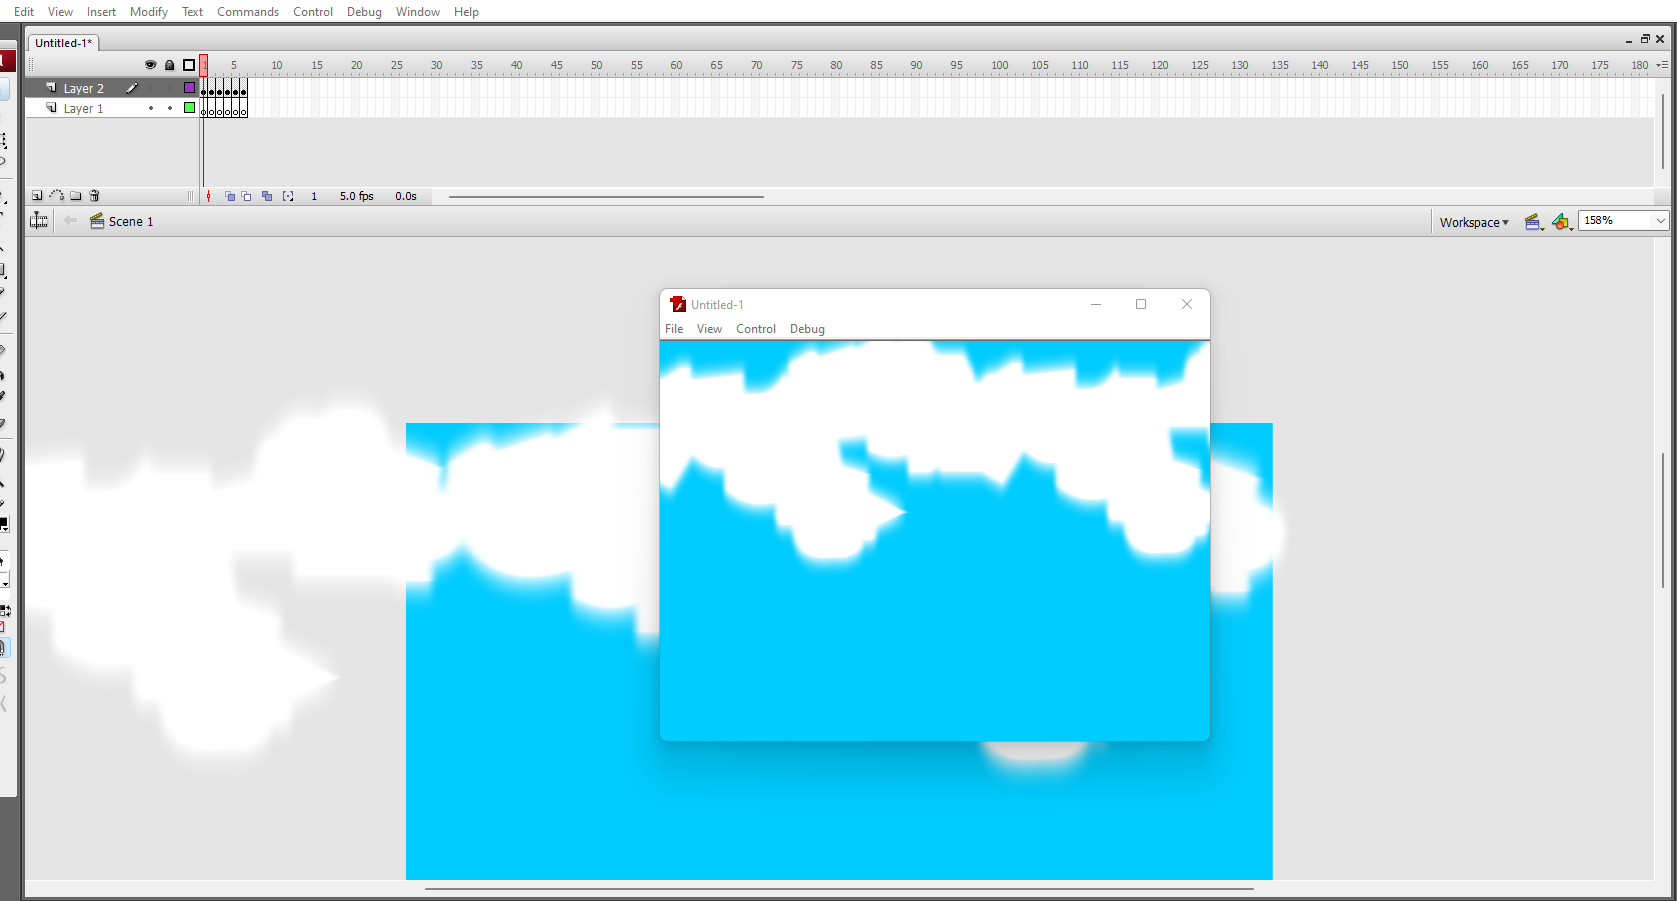 Edit View Insert Modify Text Commands Control Debug Window Help
Untitled-1*
1 5 10 15 20 25 30 35 40 45 50 55 60 65 70 75 80 85 90 95 100 105 110 115 120 125 130 135 140 145 150 155 160 165 170 175 180
Layer 2
Layer 1
1 5.0 fps 0.0s
Scene 1
Workspace 158%
Untitled-1
File View Control Debug